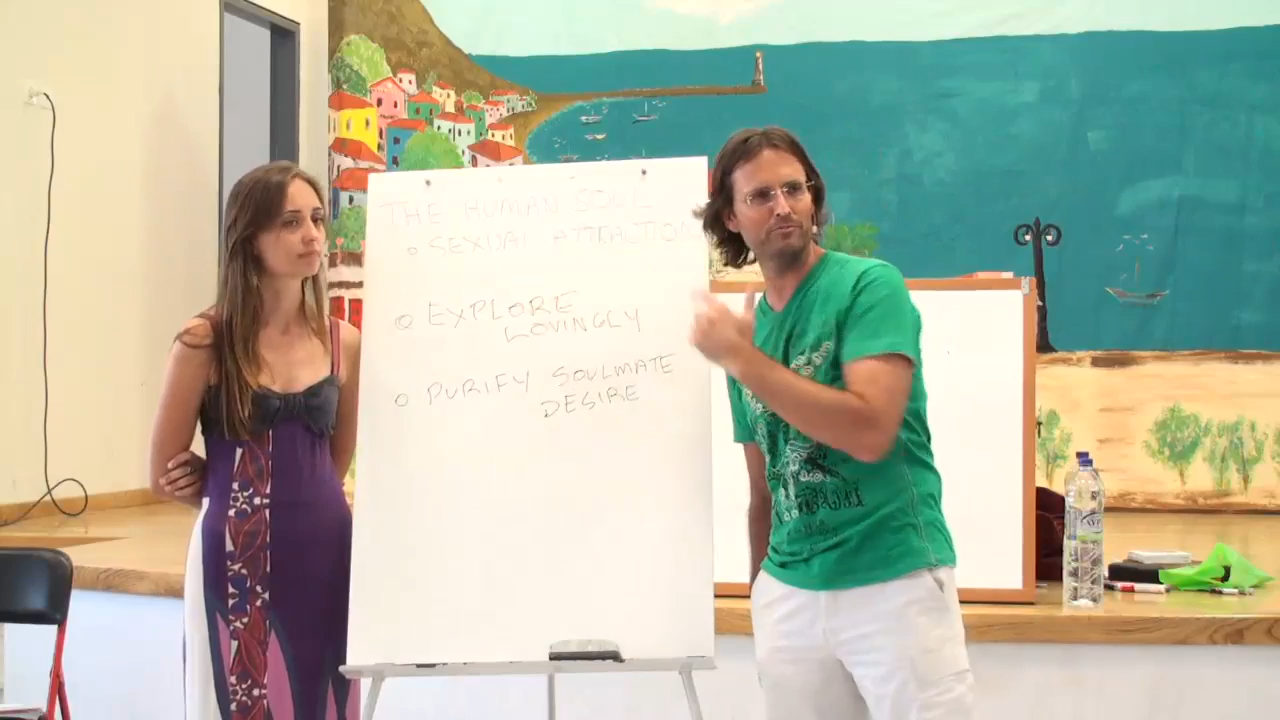 THE HUMAN SOUL
SEXUAL ATTRACTION
EXPLORE
LOVINGLY
PURIFY SOULMATE
DESIRE